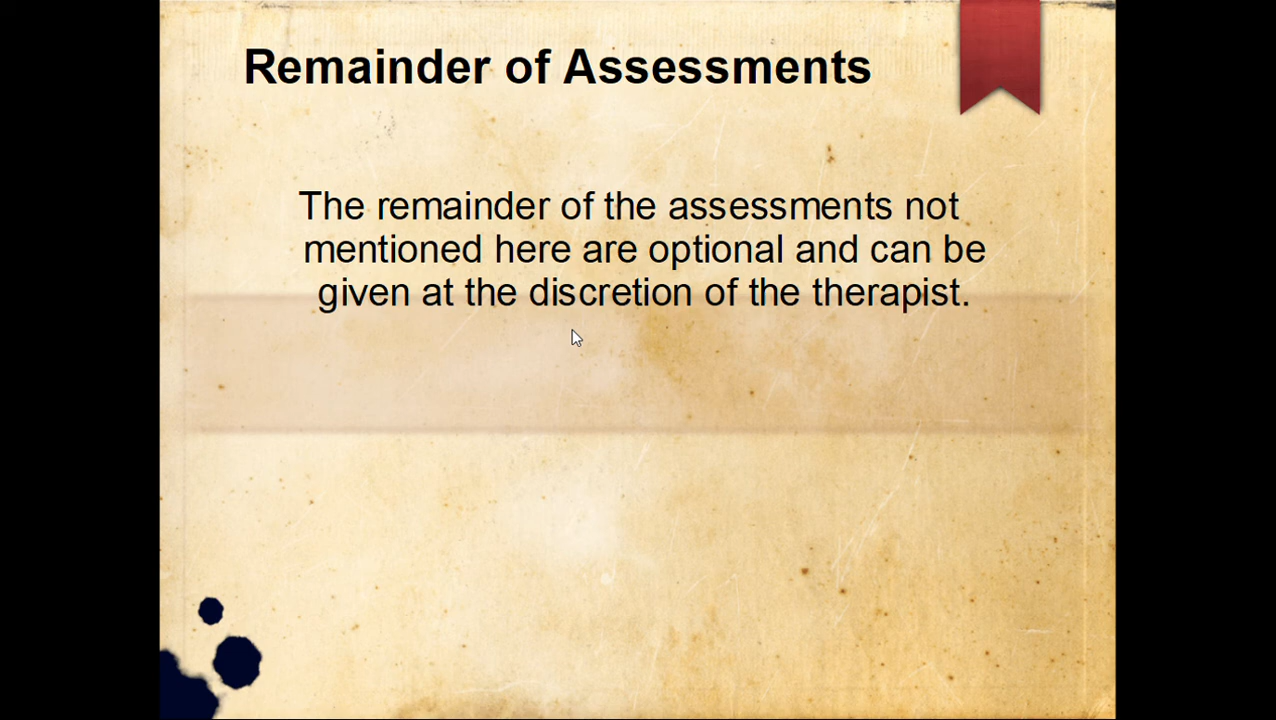 Remainder of Assessments
The remainder of the assessments not
mentioned here are optional and can be
given at the discretion of the therapist.